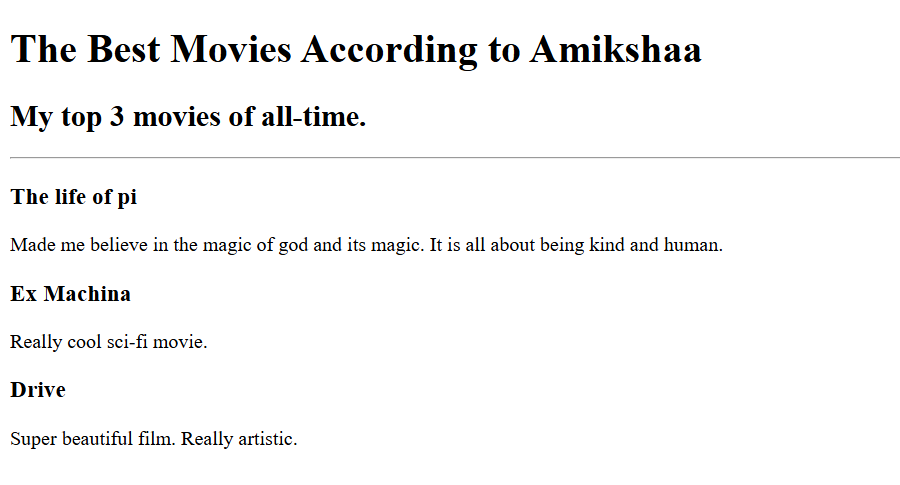 The Best Movies According to Amikshaa
My top 3 movies of all-time.
The life of pi
Made me believe in the magic of god and its magic. It is all about being kind and human.
Ex Machina
Really cool sci-fi movie.
Drive
Super beautiful film. Really artistic.